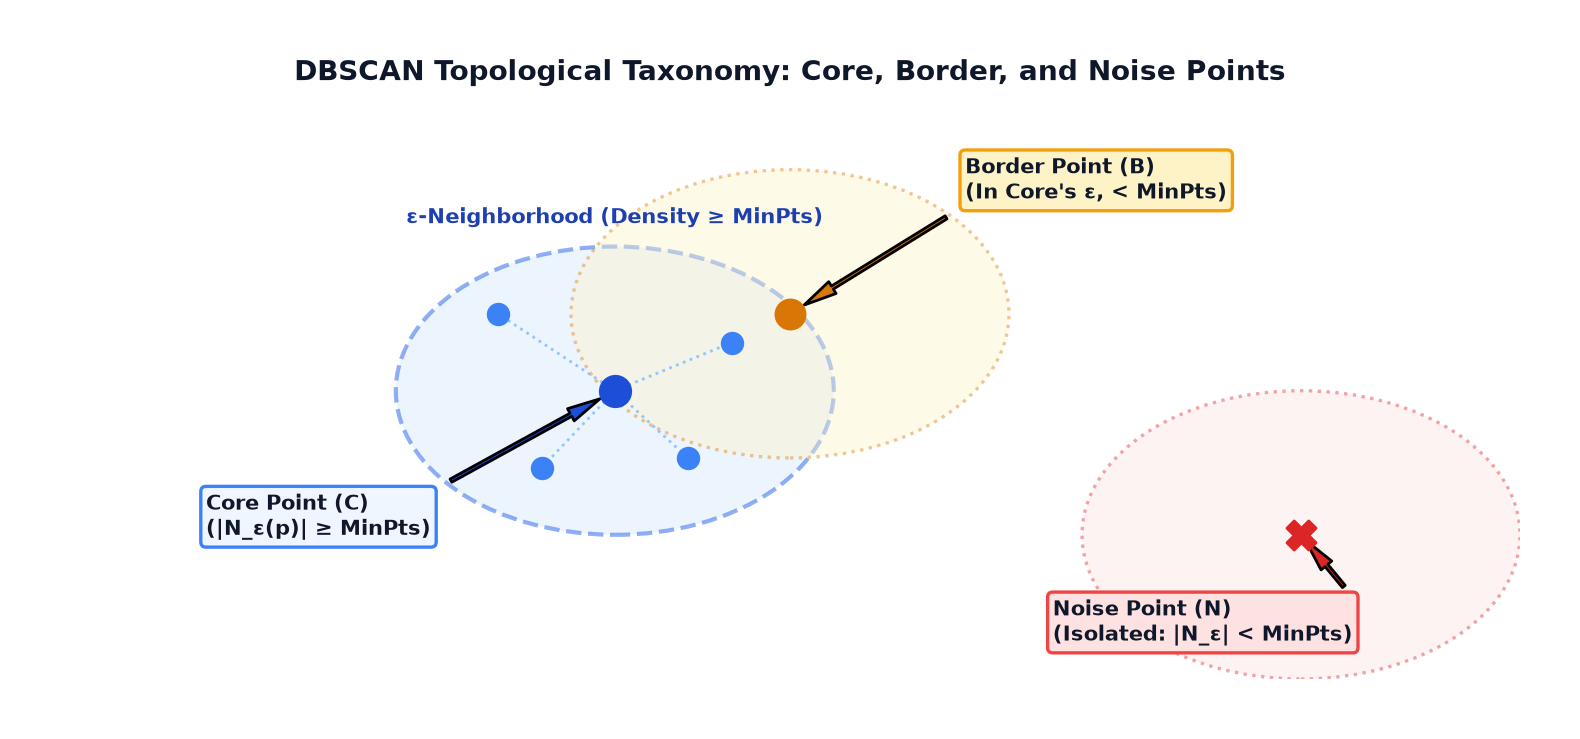 DBSCAN Topological Taxonomy: Core, Border, and Noise Points
Border Point (B)
(In Core's ε, < MinPts)
ε-Neighborhood (Density ≥ MinPts)
Core Point (C)
(|N_ε(p)| ≥ MinPts)
Noise Point (N)
(Isolated: |N_ε| < MinPts)